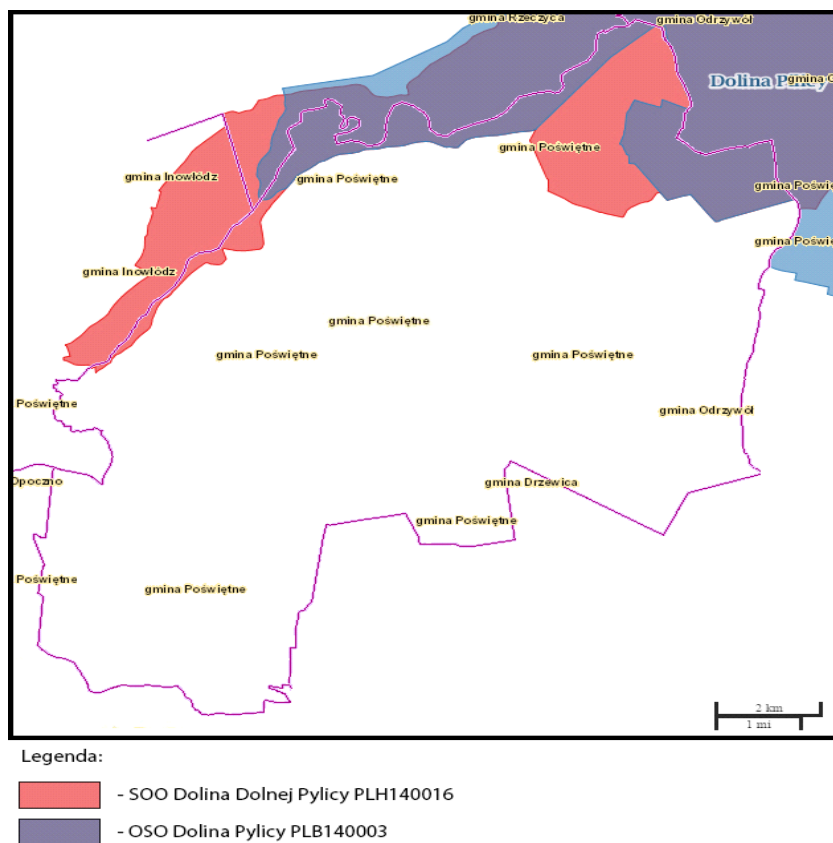 gmina Rzeczyca
gmina Odrzywół
Dolina Pilicy
gmina Poświętne
gmina Inowłódz
gmina Poświętne
gmina Poświę
gmina Poświę
gmina Inowłódz
gmina Poświętne
gmina Poświętne
gmina Poświętne
Poświętne
gmina Odrzywół
Opoczno
gmina Drzewica
gmina Poświętne
Poświętne
gmina Poświętne
2 km
1 mi
Legenda:
- SOO Dolina Dolnej Pylicy PLH140016
- OSO Dolina Pylicy PLB140003